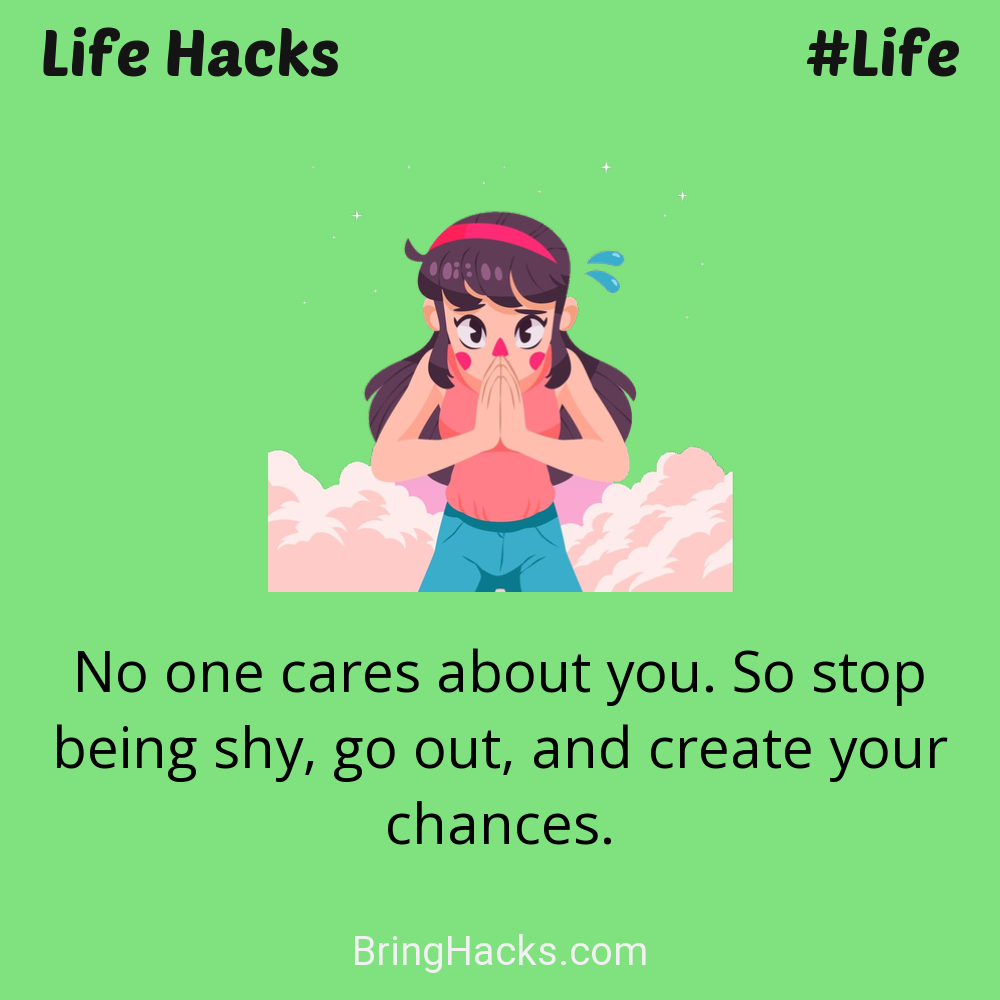 Life Hacks
#Life
No one cares about you. So stop
being shy, go out, and create your
chances.
BringHacks.com